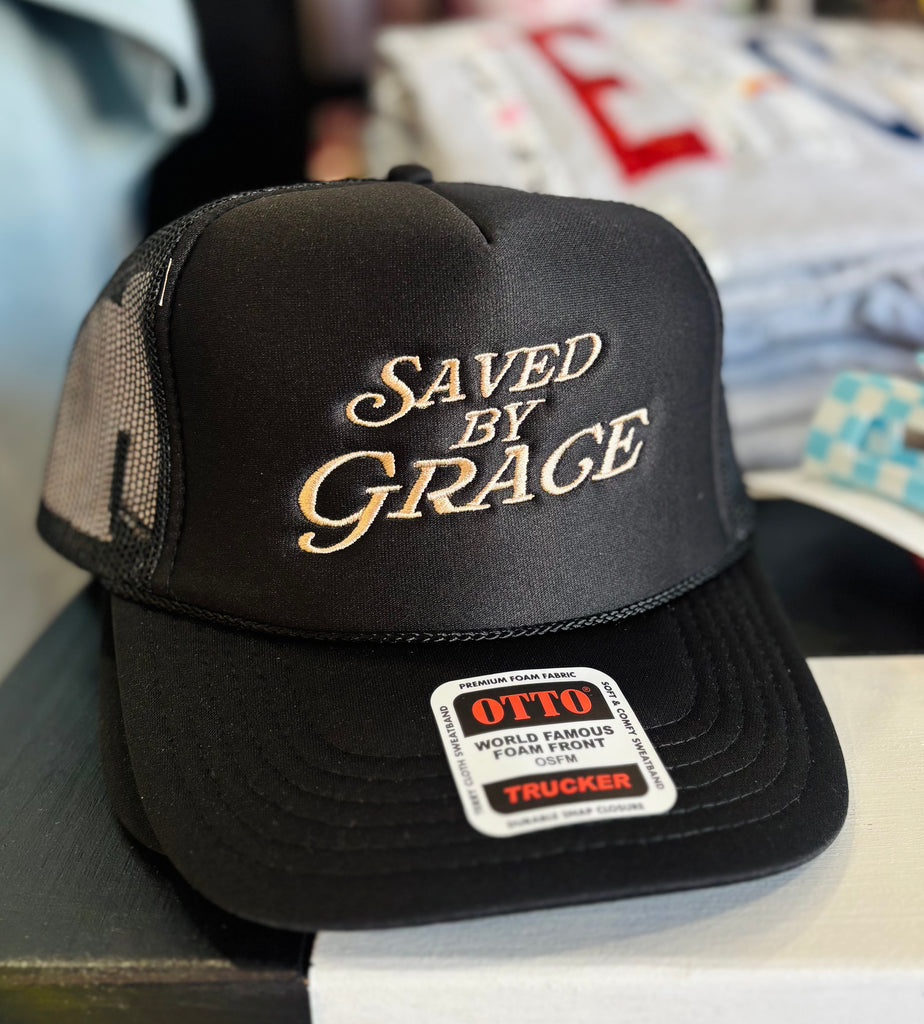 SAVED
BY
GRACE
PREMIUM FOAM FABRIC
OTTO®
WORLD FAMOUS
FOAM FRONT
OSFM
TRUCKER
DURABLE SNAP CLOSURE
TERRY CLOTH SWEATBAND
SOFT & COMFY SWEATBAND
E